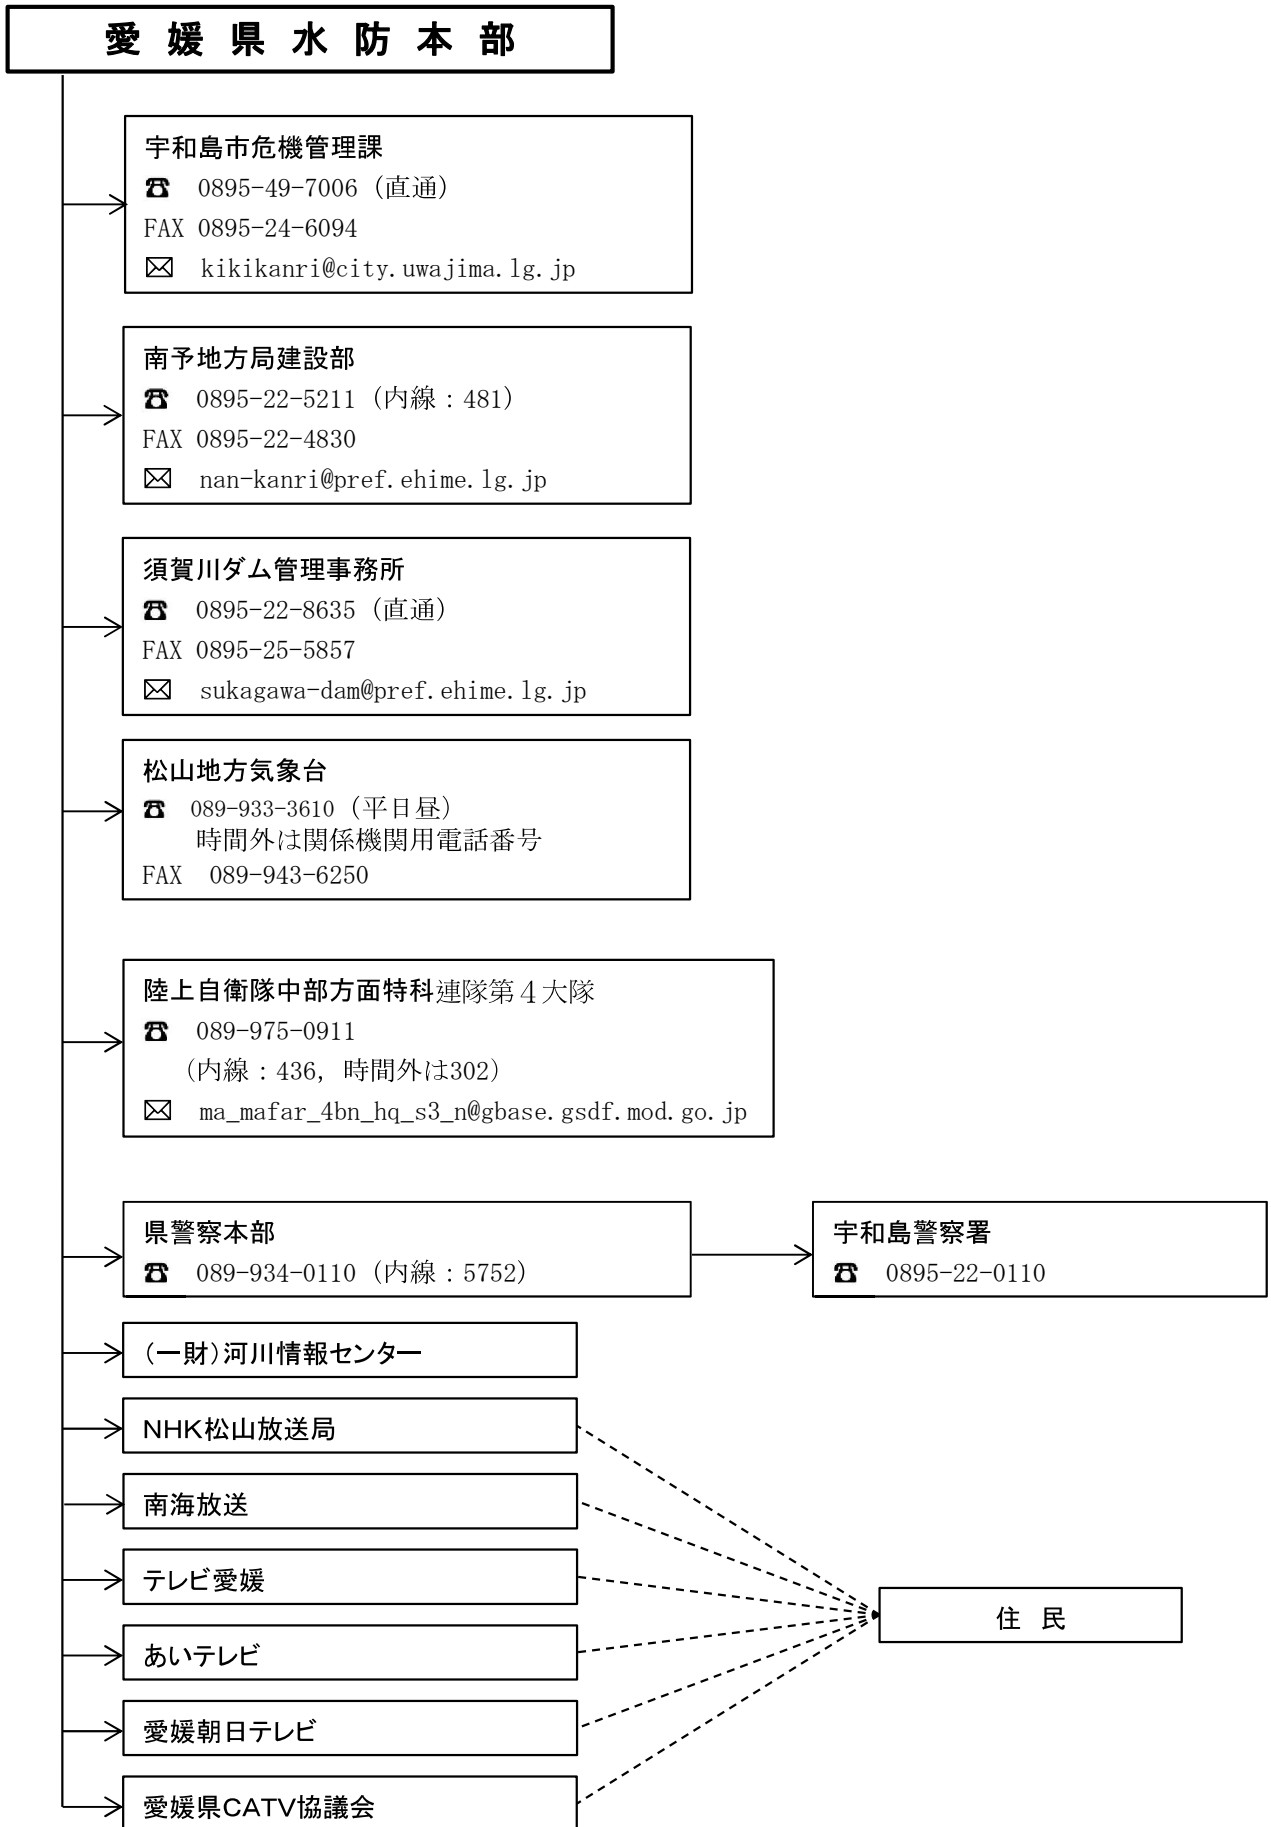 愛媛県水防本部
宇和島市危機管理課
☎ 0895-49-7006（直通）
FAX 0895-24-6094
✉ kikikanri@city.uwajima.lg.jp
南予地方局建設部
☎ 0895-22-5211（内線：481）
FAX 0895-22-4830
✉ nan-kanri@pref.ehime.lg.jp
須賀川ダム管理事務所
☎ 0895-22-8635（直通）
FAX 0895-25-5857
✉ sukagawa-dam@pref.ehime.lg.jp
松山地方気象台
☎ 089-933-3610（平日昼）
時間外は関係機関用電話番号
FAX 089-943-6250
陸上自衛隊中部方面特科連隊第４大隊
☎ 089-975-0911
（内線：436，時間外は302）
✉ ma_mafar_4bn_hq_s3_n@gbase.gsdf.mod.go.jp
県警察本部
☎ 089-934-0110（内線：5752）
宇和島警察署
☎ 0895-22-0110
（一財）河川情報センター
NHK松山放送局
南海放送
テレビ愛媛
あいテレビ
愛媛朝日テレビ
愛媛県CATV協議会
住 民